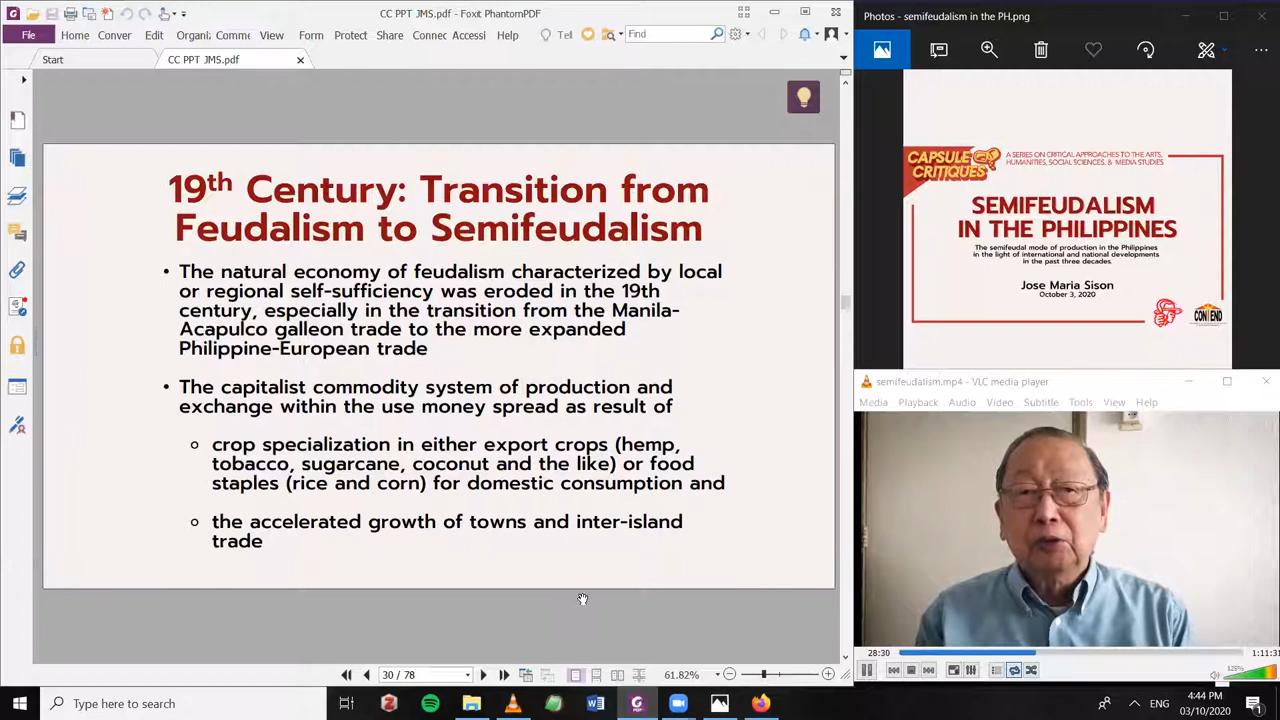 CC PPT JMS.pdf - Foxit PhantomPDF
File Home Conver Edit Organi Comme View Form Protect Share Connec Accessi Help Tell Find
Start CC PPT JMS.pdf
19th Century: Transition from
Feudalism to Semifeudalism
• The natural economy of feudalism characterized by local
or regional self-sufficiency was eroded in the 19th
century, especially in the transition from the Manila-
Acapulco galleon trade to the more expanded
Philippine-European trade
• The capitalist commodity system of production and
exchange within the use money spread as result of
o crop specialization in either export crops (hemp,
tobacco, sugarcane, coconut and the like) or food
staples (rice and corn) for domestic consumption and
o the accelerated growth of towns and inter-island
trade
30 / 78
61.82%
Photos - semifeudalism in the PH.png
CAPSULE
CRITIQUES
A SERIES ON CRITICAL APPROACHES TO THE ARTS,
HUMANITIES, SOCIAL SCIENCES, & MEDIA STUDIES
SEMIFEUDALISM
IN THE PHILIPPINES
The semifeudal mode of production in the Philippines
in the light of international and national developments
in the past three decades.
Jose Maria Sison
October 3, 2020
CONTEND
semifeudalism.mp4 - VLC media player
Media Playback Audio Video Subtitle Tools View Help
28:30
1:11:31
125%
Type here to search
ENG
4:44 PM
03/10/2020